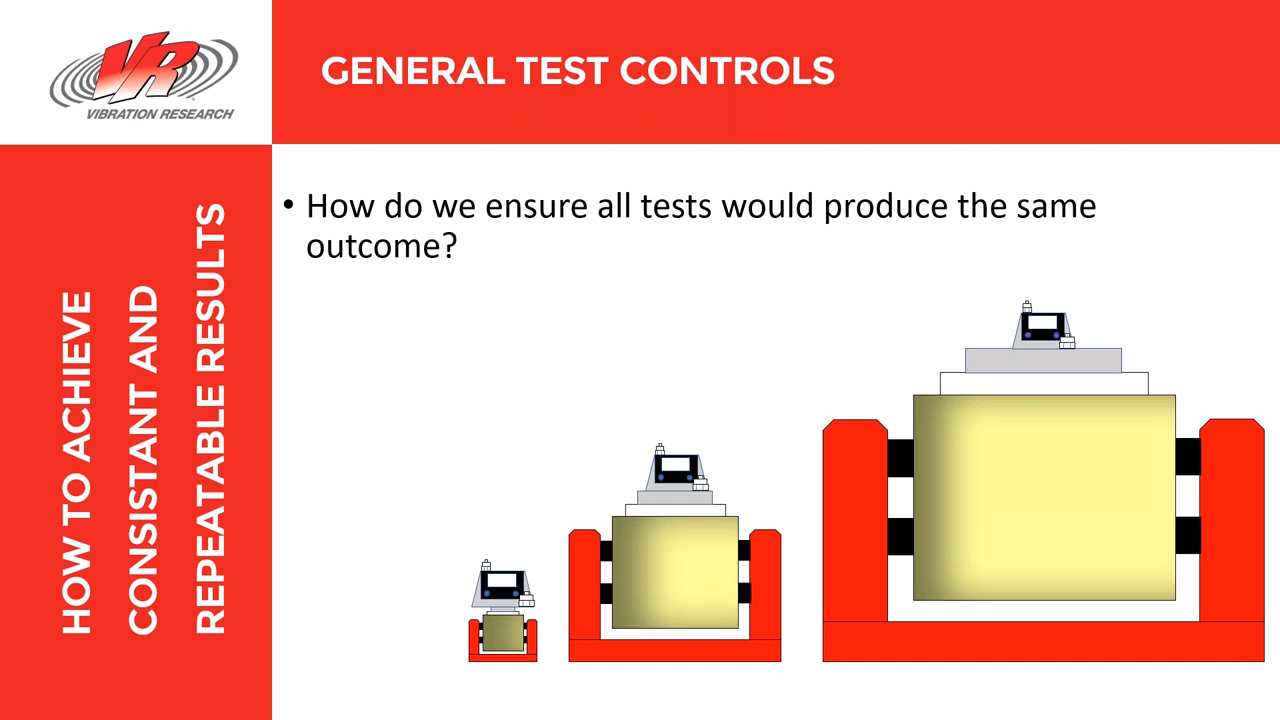 VR
VIBRATION RESEARCH
GENERAL TEST CONTROLS
HOW TO ACHIEVE
CONSISTANT AND
REPEATABLE RESULTS
• How do we ensure all tests would produce the same
outcome?